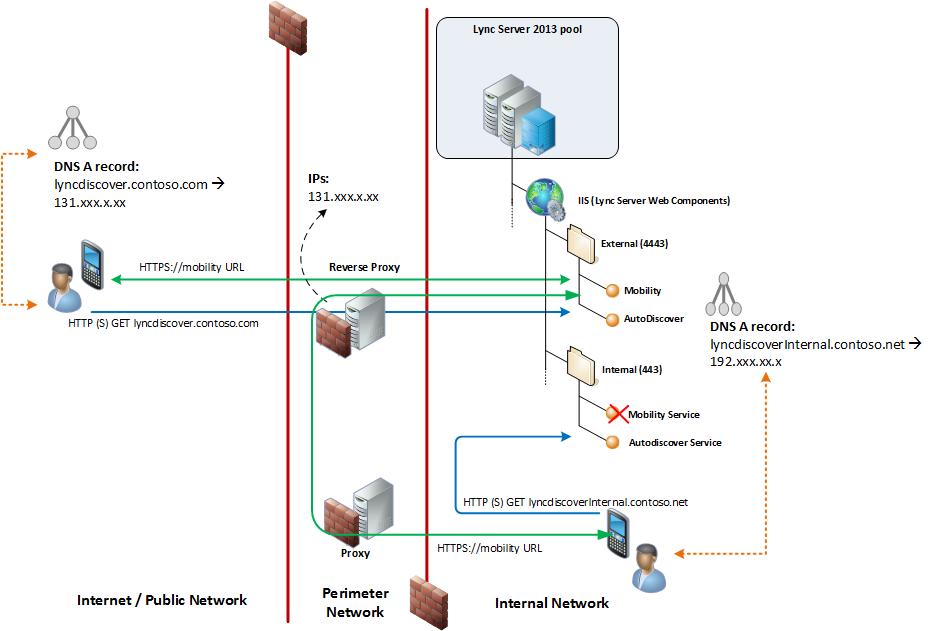 Lync Server 2013 pool
DNS A record:
lyncdiscover.contoso.com →
131.xxx.x.xx
IPs:
131.xxx.x.xx
IIS (Lync Server Web Components)
External (4443)
HTTPS://mobility URL
Reverse Proxy
Mobility
HTTP (S) GET lyncdiscover.contoso.com
AutoDiscover
DNS A record:
lyncdiscoverInternal.contoso.net →
192.xxx.xx.x
Internal (443)
Mobility Service
Autodiscover Service
HTTP (S) GET lyncdiscoverInternal.contoso.net
Proxy
HTTPS://mobility URL
Internet / Public Network
Perimeter
Network
Internal Network